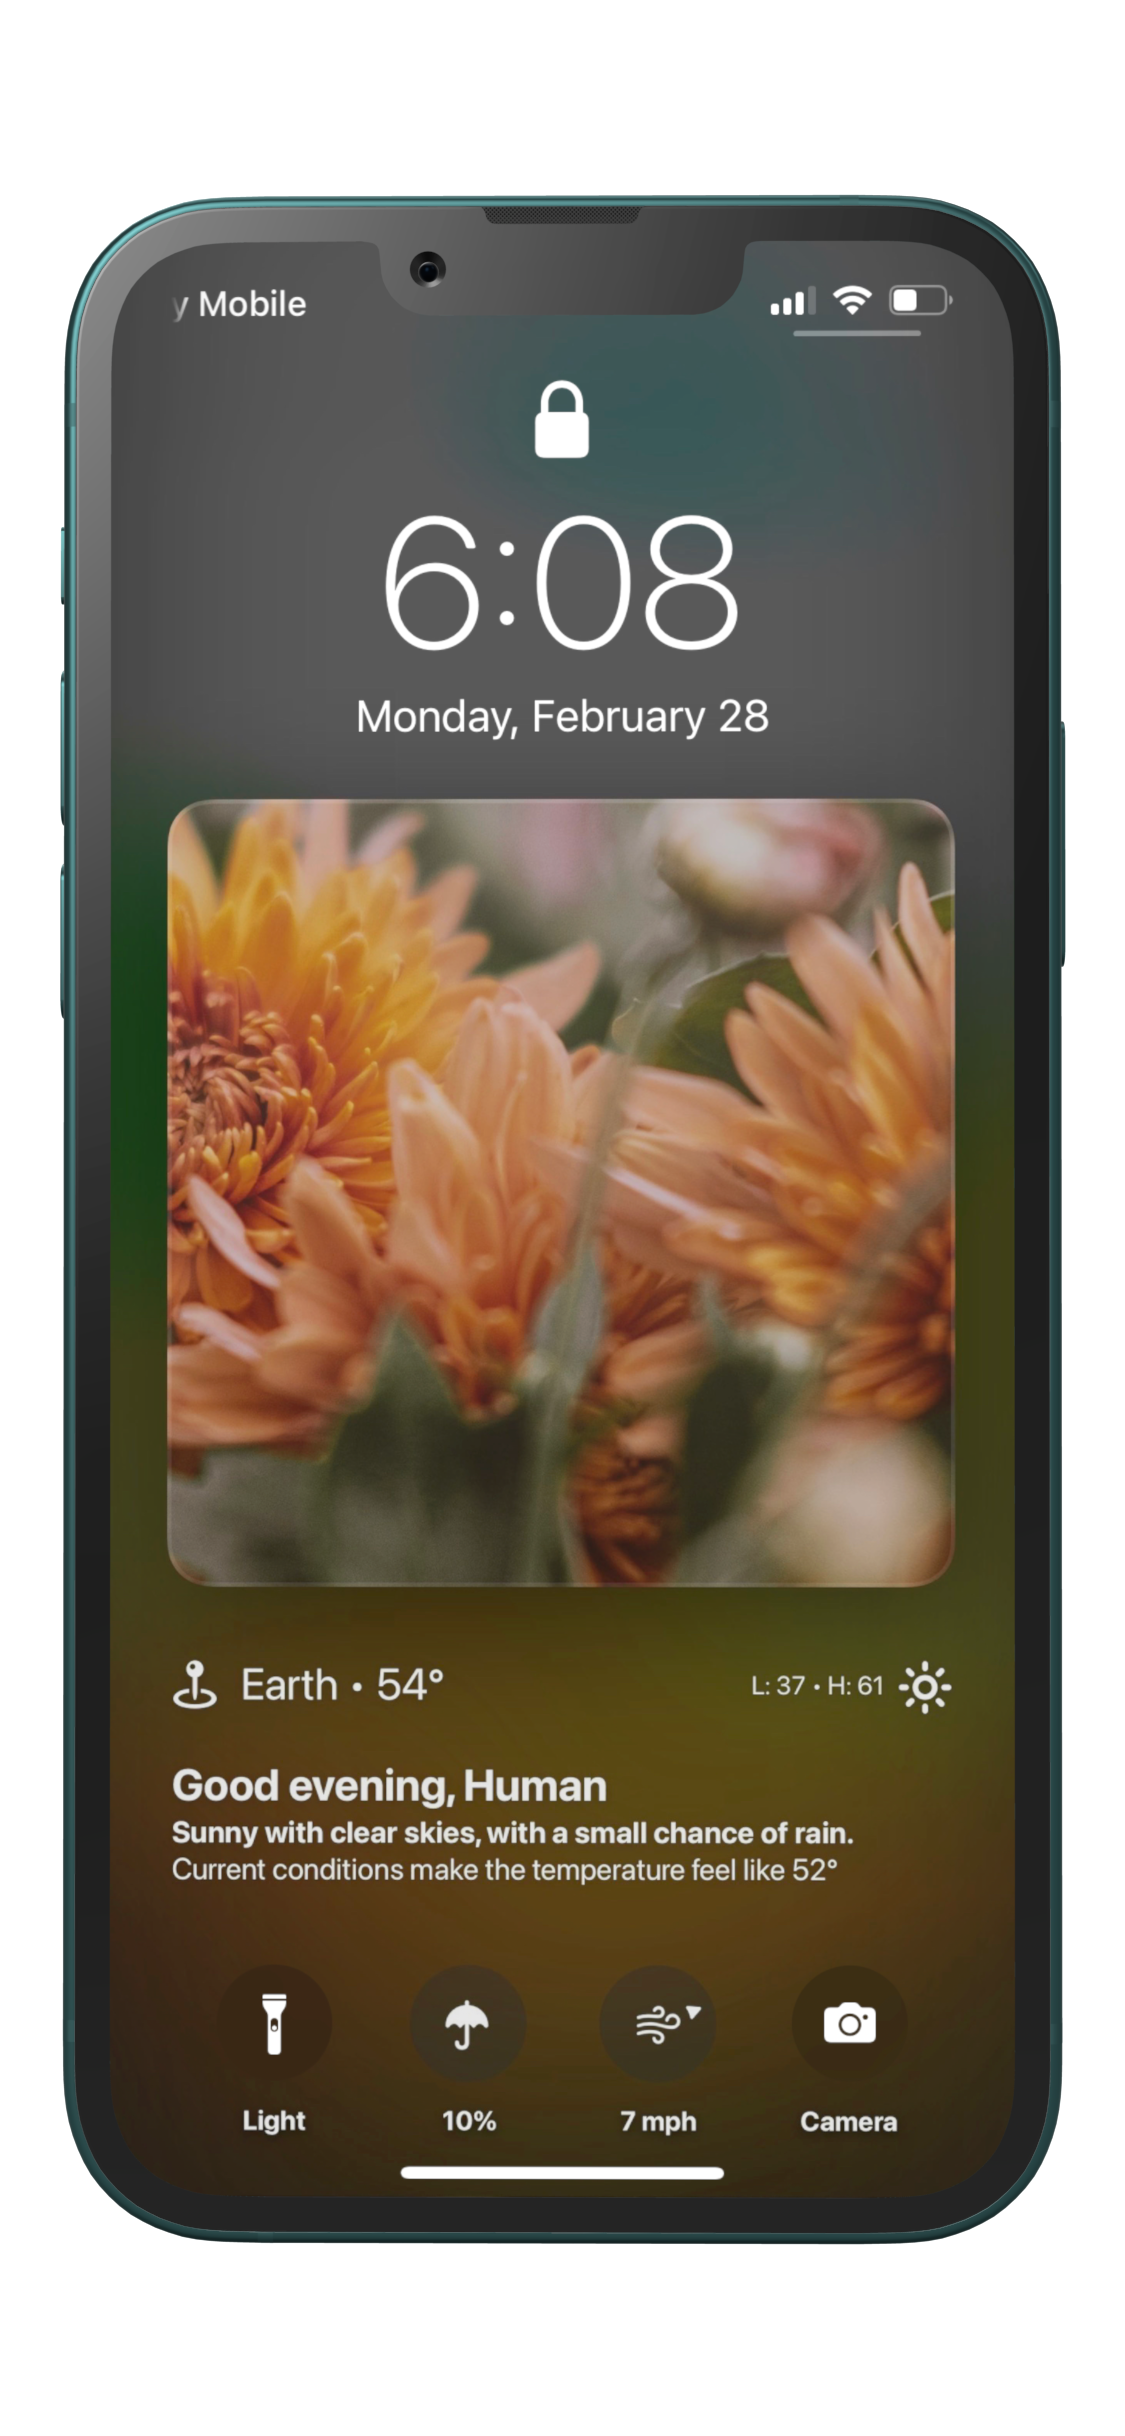 y Mobile
6:08
Monday, February 28
Earth • 54°
L: 37 • H: 61
Good evening, Human
Sunny with clear skies, with a small chance of rain.
Current conditions make the temperature feel like 52°
Light
10%
7 mph
Camera